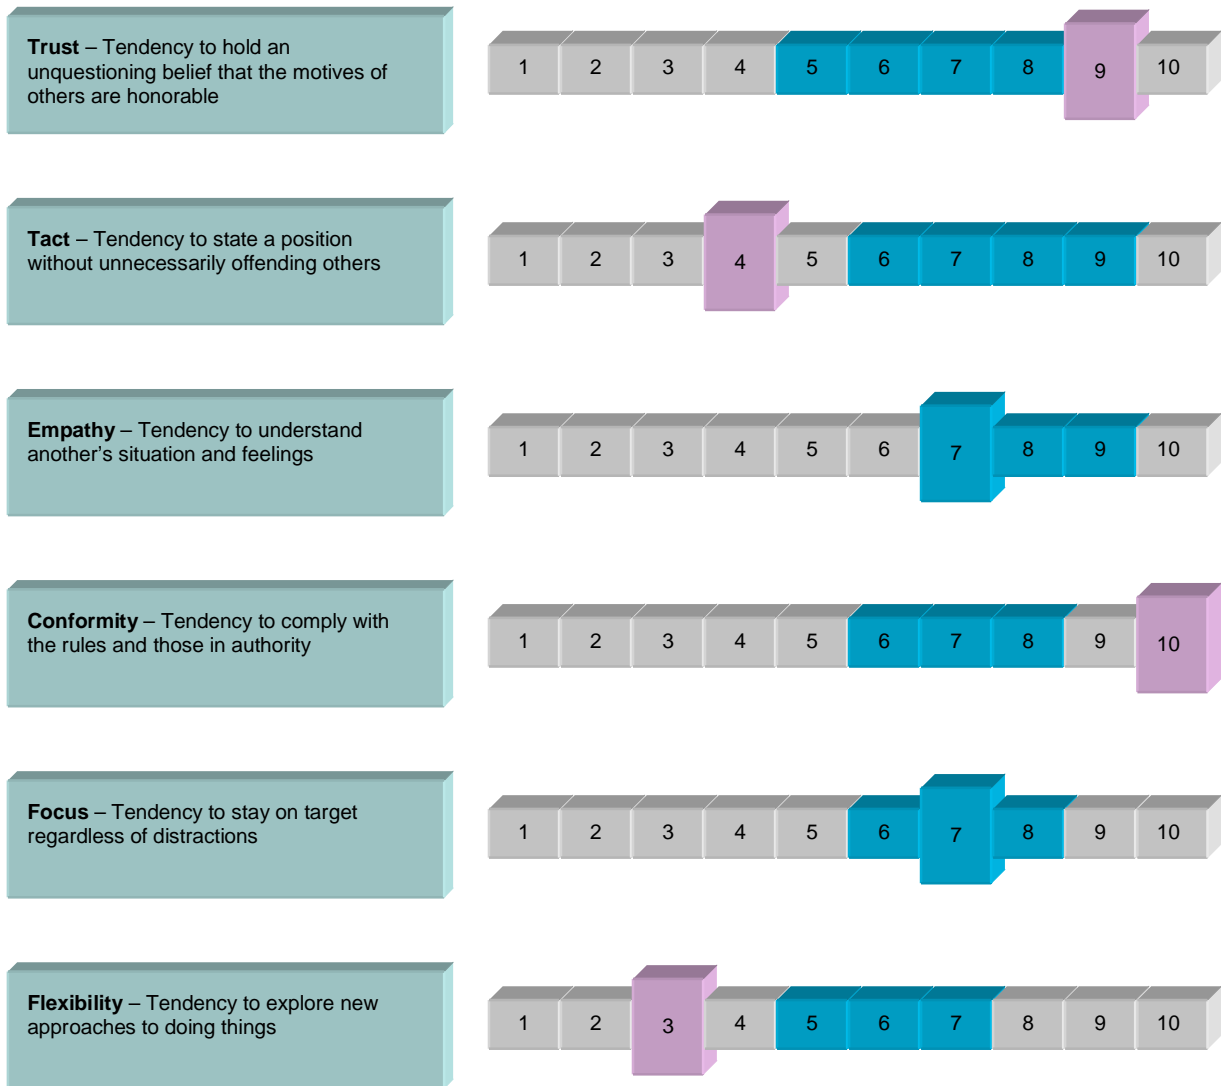 Trust – Tendency to hold an
unquestioning belief that the motives of
others are honorable
1 2 3 4 5 6 7 8 9 10
Tact – Tendency to state a position
without unnecessarily offending others
1 2 3 4 5 6 7 8 9 10
Empathy – Tendency to understand
another’s situation and feelings
1 2 3 4 5 6 7 8 9 10
Conformity – Tendency to comply with
the rules and those in authority
1 2 3 4 5 6 7 8 9 10
Focus – Tendency to stay on target
regardless of distractions
1 2 3 4 5 6 7 8 9 10
Flexibility – Tendency to explore new
approaches to doing things
1 2 3 4 5 6 7 8 9 10